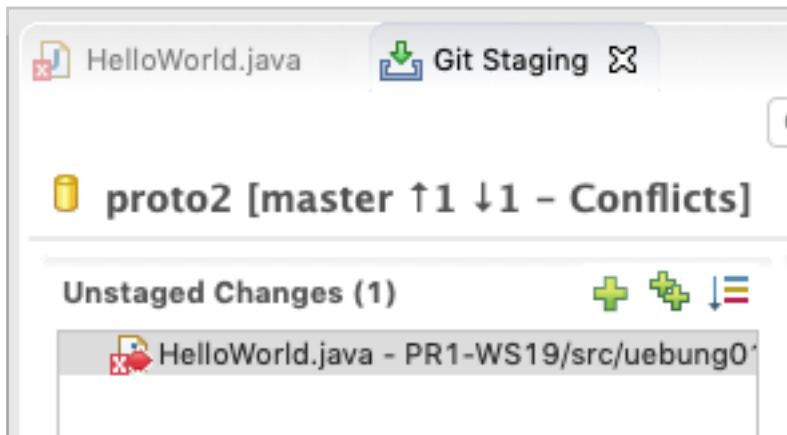 HelloWorld.java Git Staging
proto2 [master ↑1 ↓1 – Conflicts]
Unstaged Changes (1)
HelloWorld.java - PR1-WS19/src/uebung01